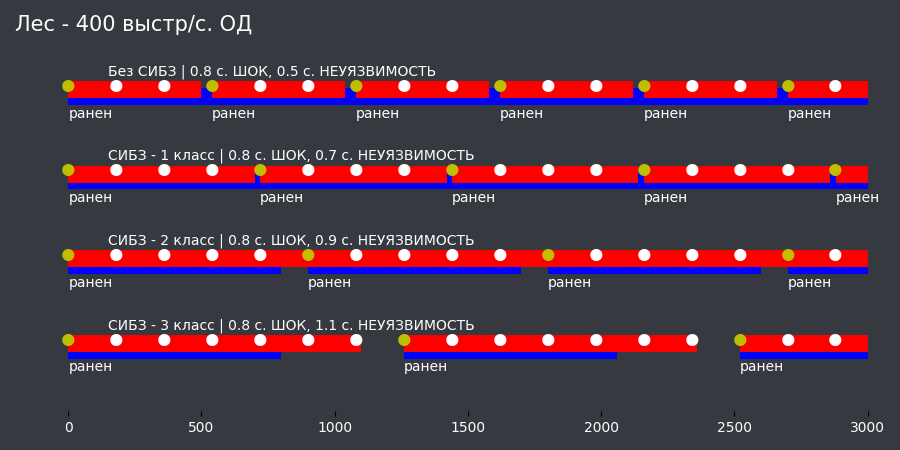 Лес - 400 выстр/с. ОД
Без СИБЗ | 0.8 с. ШОК, 0.5 с. НЕУЯЗВИМОСТЬ
ранен ранен ранен ранен ранен ранен
СИБЗ - 1 класс | 0.8 с. ШОК, 0.7 с. НЕУЯЗВИМОСТЬ
ранен ранен ранен ранен ранен
СИБЗ - 2 класс | 0.8 с. ШОК, 0.9 с. НЕУЯЗВИМОСТЬ
ранен ранен ранен ранен
СИБЗ - 3 класс | 0.8 с. ШОК, 1.1 с. НЕУЯЗВИМОСТЬ
ранен ранен ранен
0 500 1000 1500 2000 2500 3000